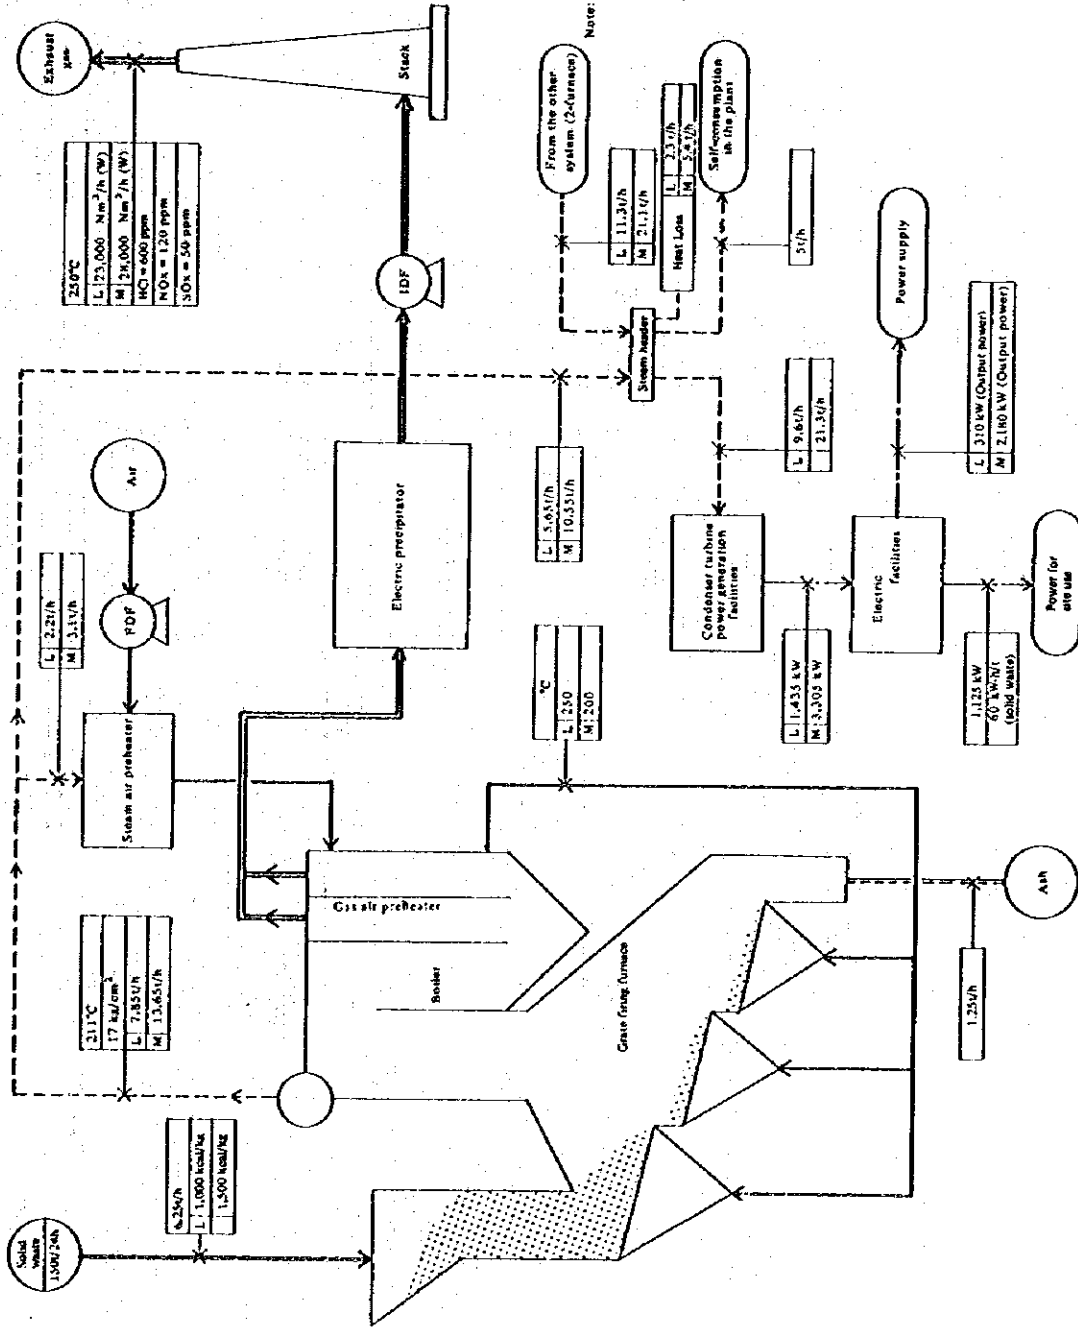 Solid
waste
150t/24h
6.25t/h
L 1,000 kcal/kg
1,500 kcal/kg
211°C
17 kg/cm²
L 7.85t/h
M 13.65t/h
L 2.2t/h
M 3.1t/h
Steam air preheater
FDF
Air
250°C
L 23,000 Nm³/h (W)
M 28,000 Nm³/h (W)
HCl = 600 ppm
NOx = 120 ppm
SOx = 50 ppm
Exhaust
gas
Stack
IDF
Electric precipitator
Gas air preheater
Boiler
Grate firing furnace
°C
L 250
M 200
L 5.65t/h
M 10.55t/h
Steam header
From the other
system (2-furnace)
L 11.3t/h
M 21.1t/h
Heat Loss
L 2.3 t/h
M 5.4 t/h
Self-consumption
in the plant
5t/h
Note:
Condenser turbine
power generation
facilities
L 9.6t/h
21.3t/h
L 1,435 kW
M 3,305 kW
Electric
facilities
Power supply
L 310 kW (Output power)
M 2,180 kW (Output power)
1,125 kW
60 kW-h/t
(solid waste)
Power for
site use
Ash
1.25t/h